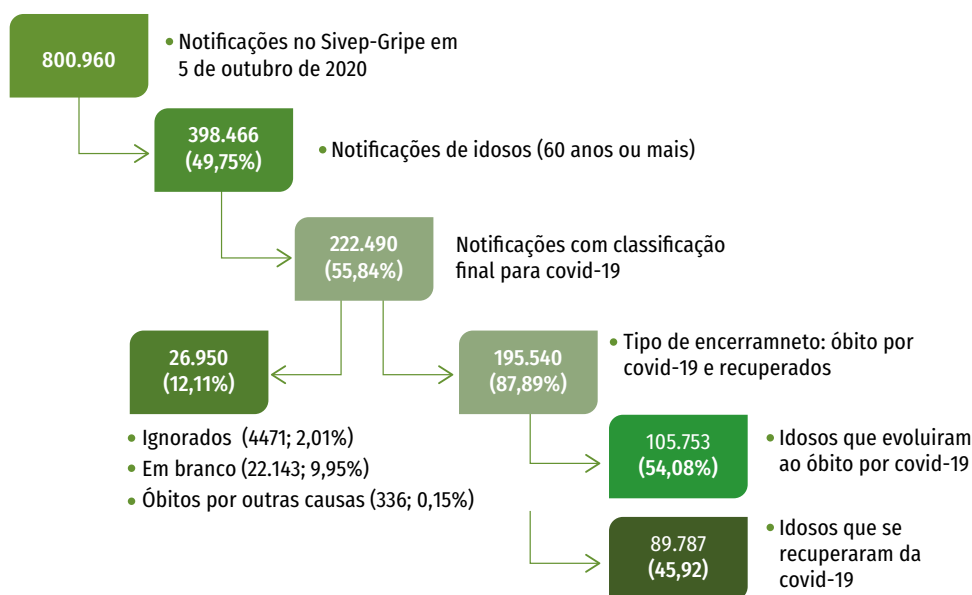 800.960
• Notificações no Sivep-Gripe em
5 de outubro de 2020
398.466
(49,75%)
• Notificações de idosos (60 anos ou mais)
222.490
(55,84%)
Notificações com classificação
final para covid-19
26.950
(12,11%)
• Ignorados (4471; 2,01%)
• Em branco (22.143; 9,95%)
• Óbitos por outras causas (336; 0,15%)
195.540
(87,89%)
• Tipo de encerramneto: óbito por
covid-19 e recuperados
105.753
(54,08%)
• Idosos que evoluiram
ao óbito por covid-19
89.787
(45,92)
• Idosos que se
recuperaram da
covid-19